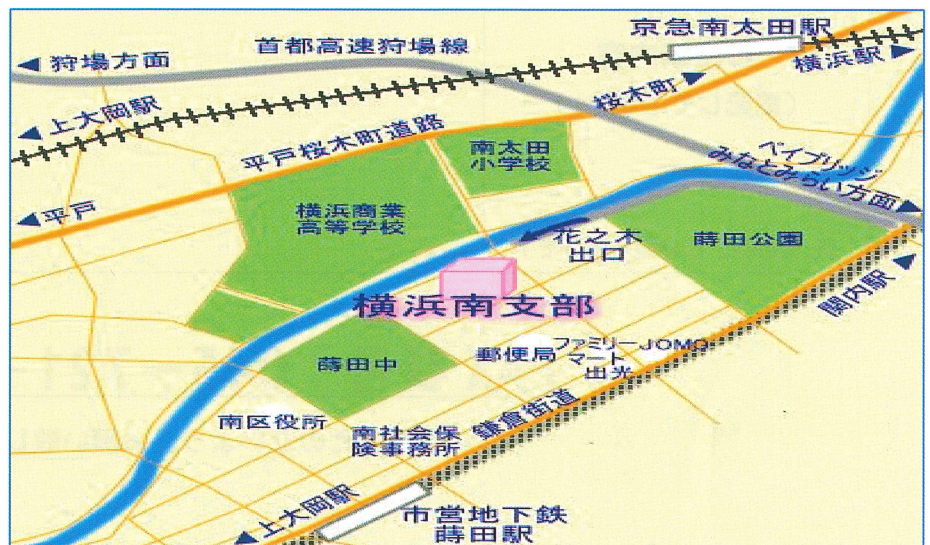 京急南太田駅
首都高速狩場線
狩場方面
横浜駅
桜木町
上大岡駅
平戸桜木町道路
南太田
小学校
ベイブリッジ
みなとみらい方面
平戸
横浜商業
高等学校
花之木
出口
蒔田公園
関内駅
横浜南支部
郵便局
ファミリー
マート
JOMO
出光
蒔田中
鎌倉街道
南区役所
南社会保
険事務所
上大岡駅
市営地下鉄
蒔田駅